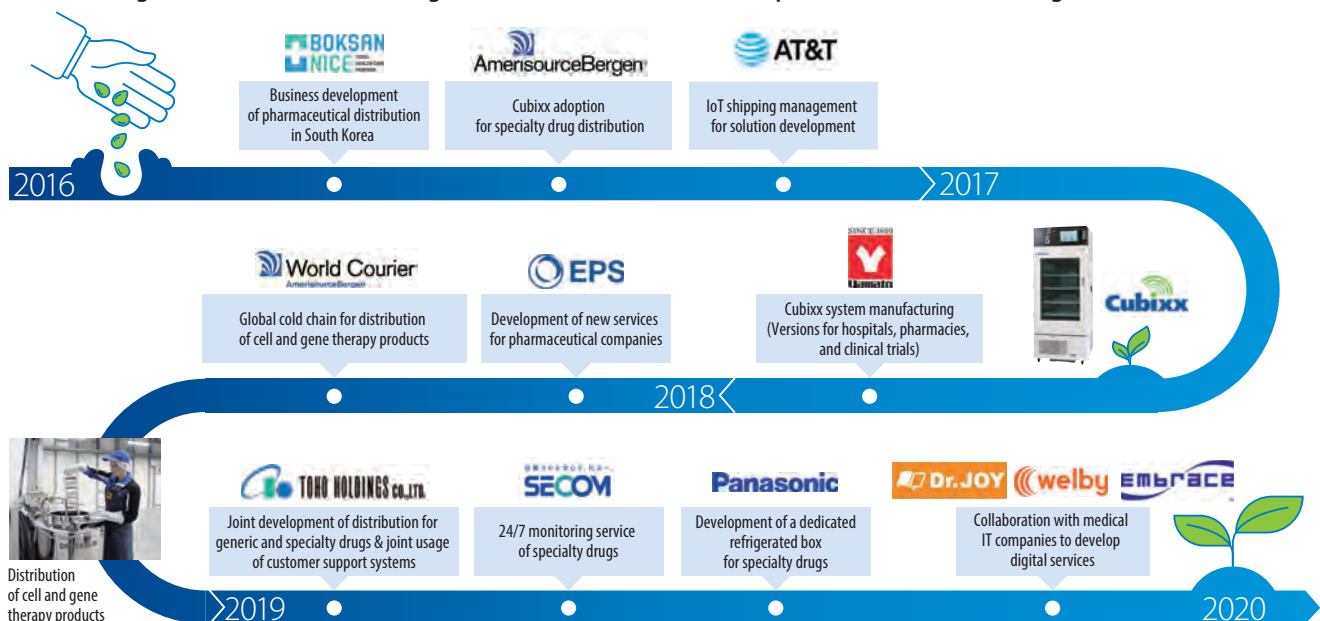 BOKSAN
NICE
AmerisourceBergen
AT&T
Business development
of pharmaceutical distribution
in South Korea
Cubixx adoption
for specialty drug distribution
IoT shipping management
for solution development
2016
2017
World Courier
AmerisourceBergen
EPS
SINCE 1889
Yamato
Cubixx
Global cold chain for distribution
of cell and gene therapy products
Development of new services
for pharmaceutical companies
Cubixx system manufacturing
(Versions for hospitals, pharmacies,
and clinical trials)
2018
TOHO HOLDINGS CO.,LTD.
SECOM
Panasonic
Dr.JOY
welby
EMBrace
Joint development of distribution for
generic and specialty drugs & joint usage
of customer support systems
24/7 monitoring service
of specialty drugs
Development of a dedicated
refrigerated box
for specialty drugs
Collaboration with medical
IT companies to develop
digital services
Distribution
of cell and gene
therapy products
2019
2020